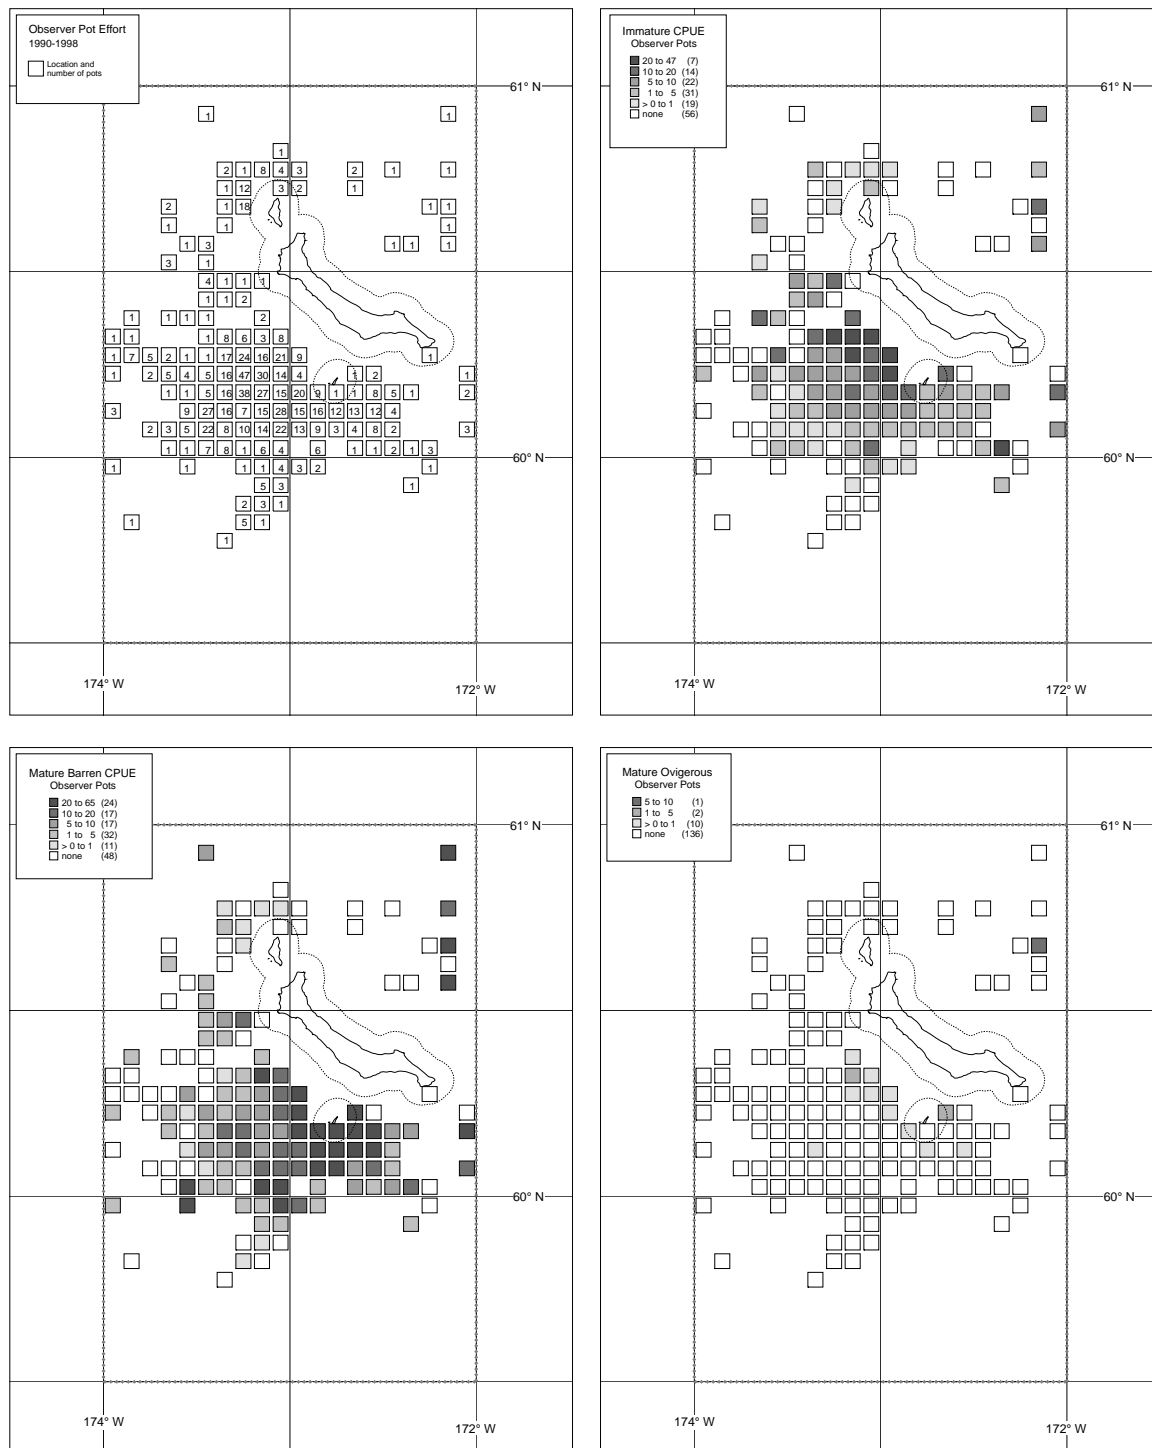 Observer Pot Effort
1990-1998
Location and
number of pots
61° N
1 1
1
2 1 8 4 3 2 1 1
1 12 3 2 1
2 1 18 1 1
1 1 1
1 3 1 1 1
3 1
4 1 1 1
1 1 2
1 1 1 1 2
1 1 1 8 6 3 8
1 7 5 2 1 1 17 24 16 21 9 1
1 2 5 4 5 16 47 30 14 4 1 2 1
1 1 5 16 38 27 15 20 9 1 1 8 5 1 2
3 9 27 16 7 15 28 15 16 12 13 12 4
2 3 5 22 8 10 14 22 13 9 3 4 8 2 3
1 1 7 8 1 6 4 6 1 1 2 1 3
60° N
1 1 1 1 4 3 2 1
5 3 1
2 3 1
1 5 1
1
174° W
172° W
Immature CPUE
Observer Pots
20 to 47 (7)
10 to 20 (14)
5 to 10 (22)
1 to 5 (31)
> 0 to 1 (19)
none (56)
61° N
60° N
174° W
172° W
Mature Barren CPUE
Observer Pots
20 to 65 (24)
10 to 20 (17)
5 to 10 (17)
1 to 5 (32)
> 0 to 1 (11)
none (48)
61° N
60° N
174° W
172° W
Mature Ovigerous
Observer Pots
5 to 10 (1)
1 to 5 (2)
> 0 to 1 (10)
none (136)
61° N
60° N
174° W
172° W